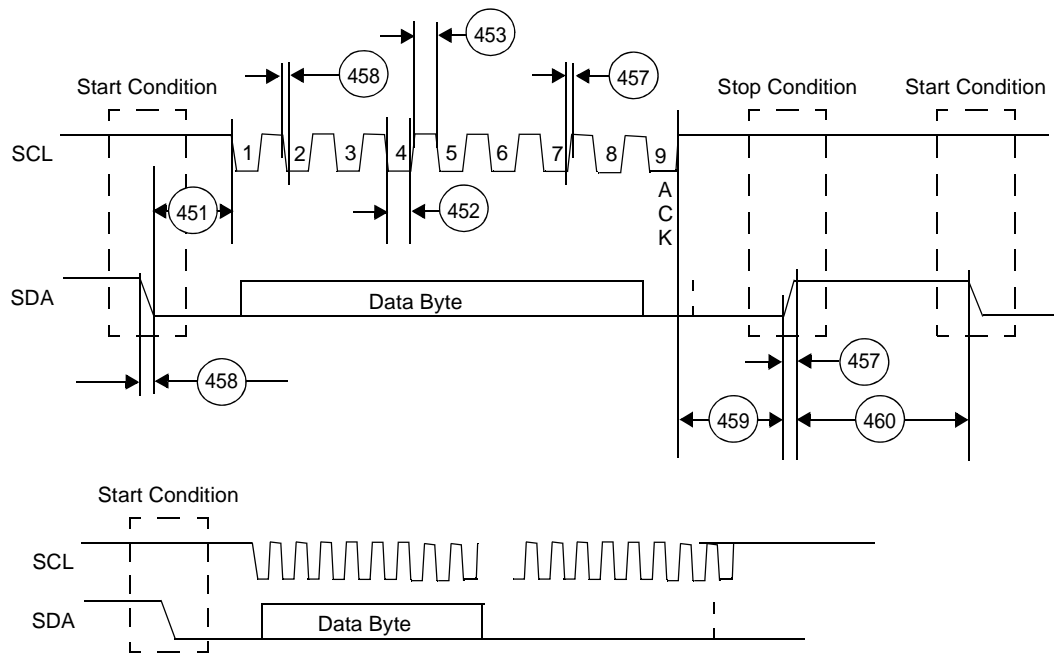 453
458
457
Start Condition
Stop Condition
Start Condition
SCL
1 2 3 4 5 6 7 8 9
A
C
K
451
452
SDA
Data Byte
458
457
459
460
Start Condition
SCL
SDA
Data Byte